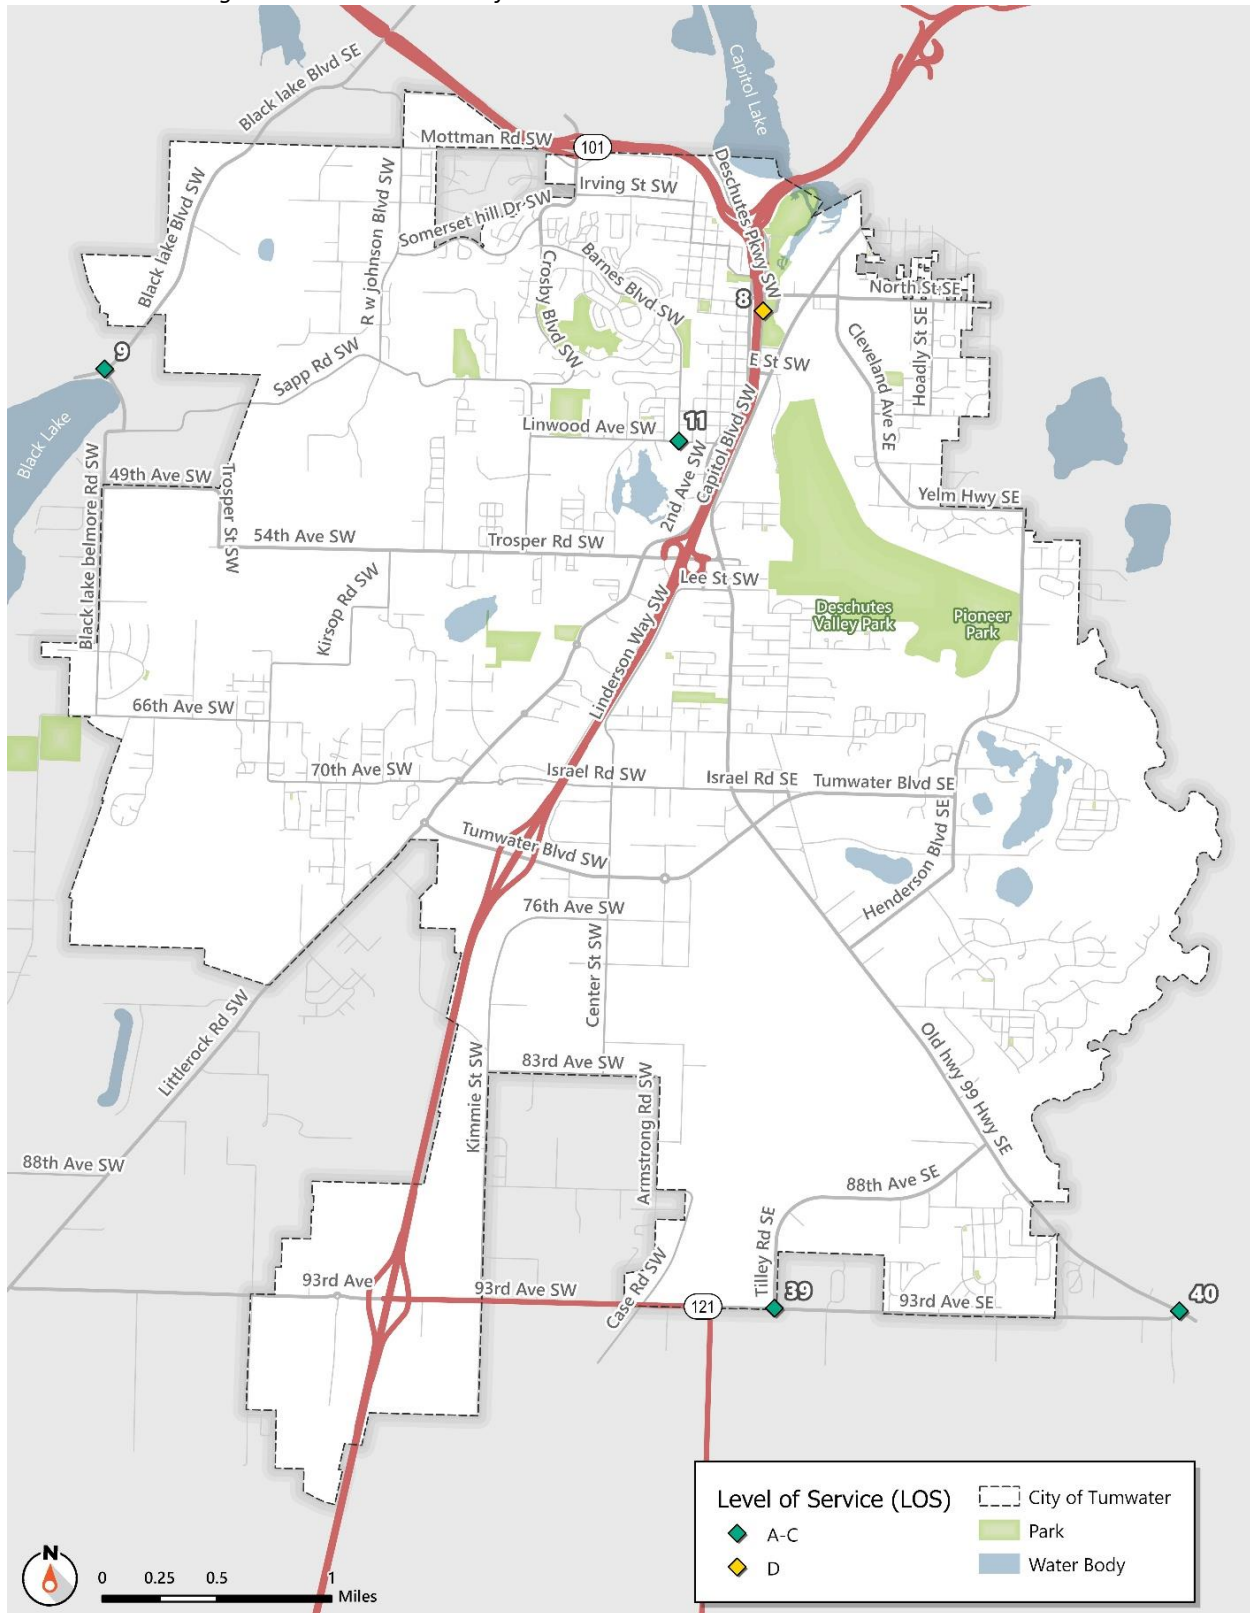 Black lake Blvd SE
Capitol Lake
Mottman Rd SW
101
Deschutes Pkwy SW
Irving St SW
Black lake Blvd SW
R w johnson Blvd SW
Somerset hill Dr SW
Crosby Blvd SW
Barnes Blvd SW
8
North St SE
Hoadly St SE
Cleveland Ave SE
9
Sapp Rd SW
E St SW
Black Lake
Linwood Ave SW
11
Capitol Blvd SW
2nd Ave SW
49th Ave SW
Trosper St SW
Yelm Hwy SE
Black lake belmore Rd SW
54th Ave SW
Trosper Rd SW
Lee St SW
Kirsop Rd SW
Linderson Way SW
Deschutes
Valley Park
Pioneer
Park
66th Ave SW
70th Ave SW
Israel Rd SW
Israel Rd SE
Tumwater Blvd SE
Tumwater Blvd SW
Henderson Blvd SE
76th Ave SW
Center St SW
Littlerock Rd SW
Kimmie St SW
83rd Ave SW
Armstrong Rd SW
Old hwy 99 Hwy SE
88th Ave SW
88th Ave SE
Tilley Rd SE
93rd Ave
93rd Ave SW
Case Rd SW
121
39
93rd Ave SE
40
Level of Service (LOS)
A-C
D
City of Tumwater
Park
Water Body
N
0 0.25 0.5 1
Miles